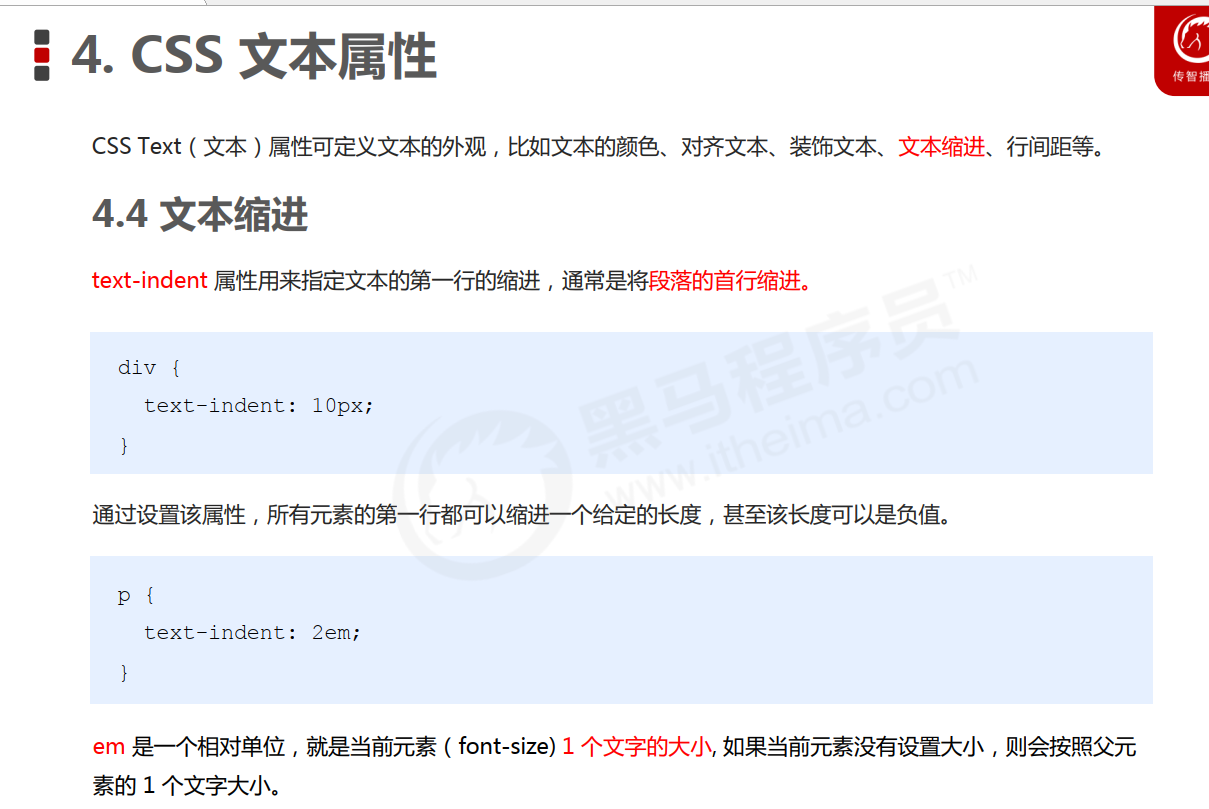 4. CSS 文本属性
传智播
CSS Text（文本）属性可定义文本的外观，比如文本的颜色、对齐文本、装饰文本、文本缩进、行间距等。
4.4 文本缩进
text-indent 属性用来指定文本的第一行的缩进，通常是将段落的首行缩进。
div {
text-indent: 10px;
}
黑马程序员™
www.itheima.com
通过设置该属性，所有元素的第一行都可以缩进一个给定的长度，甚至该长度可以是负值。
p {
text-indent: 2em;
}
em 是一个相对单位，就是当前元素（font-size) 1 个文字的大小, 如果当前元素没有设置大小，则会按照父元
素的 1 个文字大小。